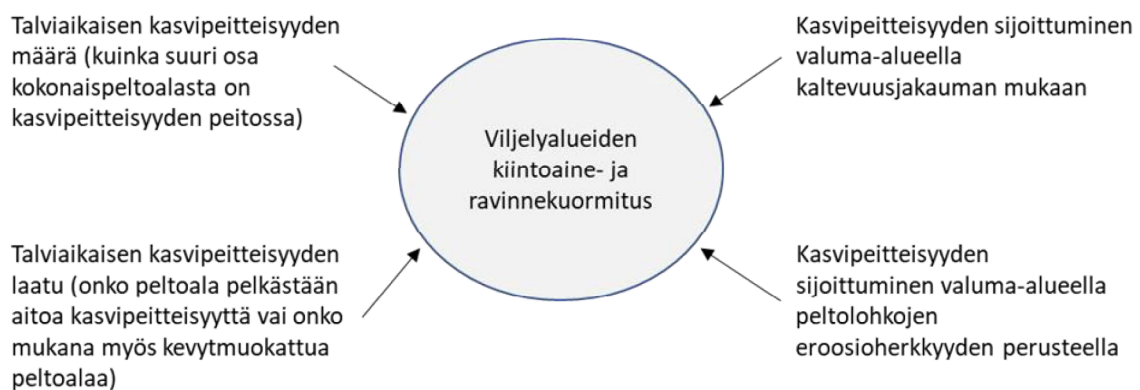 Talviaikaisen kasvipeitteisyyden
määrä (kuinka suuri osa
kokonaispeltoalasta on
kasvipeitteisyyden peitossa)
Kasvipeitteisyyden sijoittuminen
valuma-alueella
kaltevuusjakauman mukaan
Viljelyalueiden
kiintoaine- ja
ravinnekuormitus
Talviaikaisen kasvipeitteisyyden
laatu (onko peltoala pelkästään
aitoa kasvipeitteisyyttä vai onko
mukana myös kevytmuokattua
peltoalaa)
Kasvipeitteisyyden
sijoittuminen valuma-alueella
peltolohkojen
eroosioherkkyyden perusteella